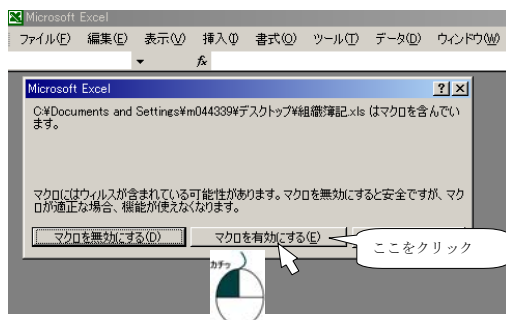 Microsoft Excel
ファイル(F) 編集(E) 表示(V) 挿入(I) 書式(O) ツール(T) データ(D) ウィンドウ(W)
fx
Microsoft Excel
C:¥Documents and Settings¥m044339¥デスクトップ¥組織簿記.xls はマクロを含んでい
ます。
マクロにはウィルスが含まれている可能性があります。マクロを無効にすると安全ですが、マク
ロが適正な場合、機能が使えなくなります。
マクロを無効にする(D) マクロを有効にする(E)
ここをクリック
カチッ